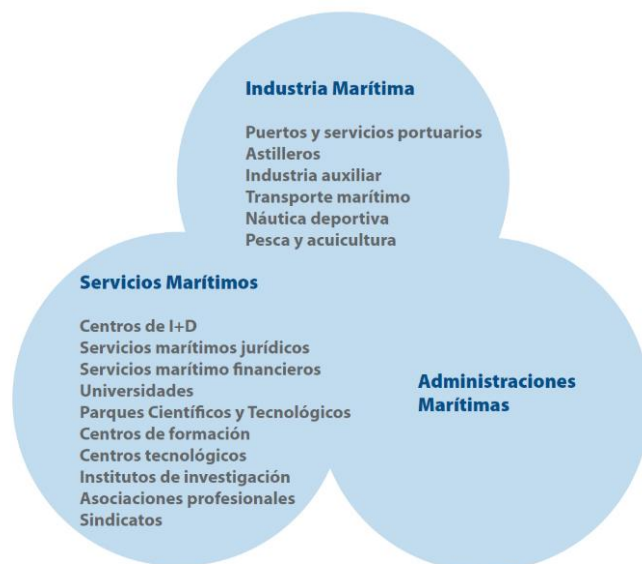 Industria Marítima
Puertos y servicios portuarios
Astilleros
Industria auxiliar
Transporte marítimo
Náutica deportiva
Pesca y acuicultura
Servicios Marítimos
Centros de I+D
Servicios marítimos jurídicos
Servicios marítimo financieros
Universidades
Parques Científicos y Tecnológicos
Centros de formación
Centros tecnológicos
Institutos de investigación
Asociaciones profesionales
Sindicatos
Administraciones
Marítimas